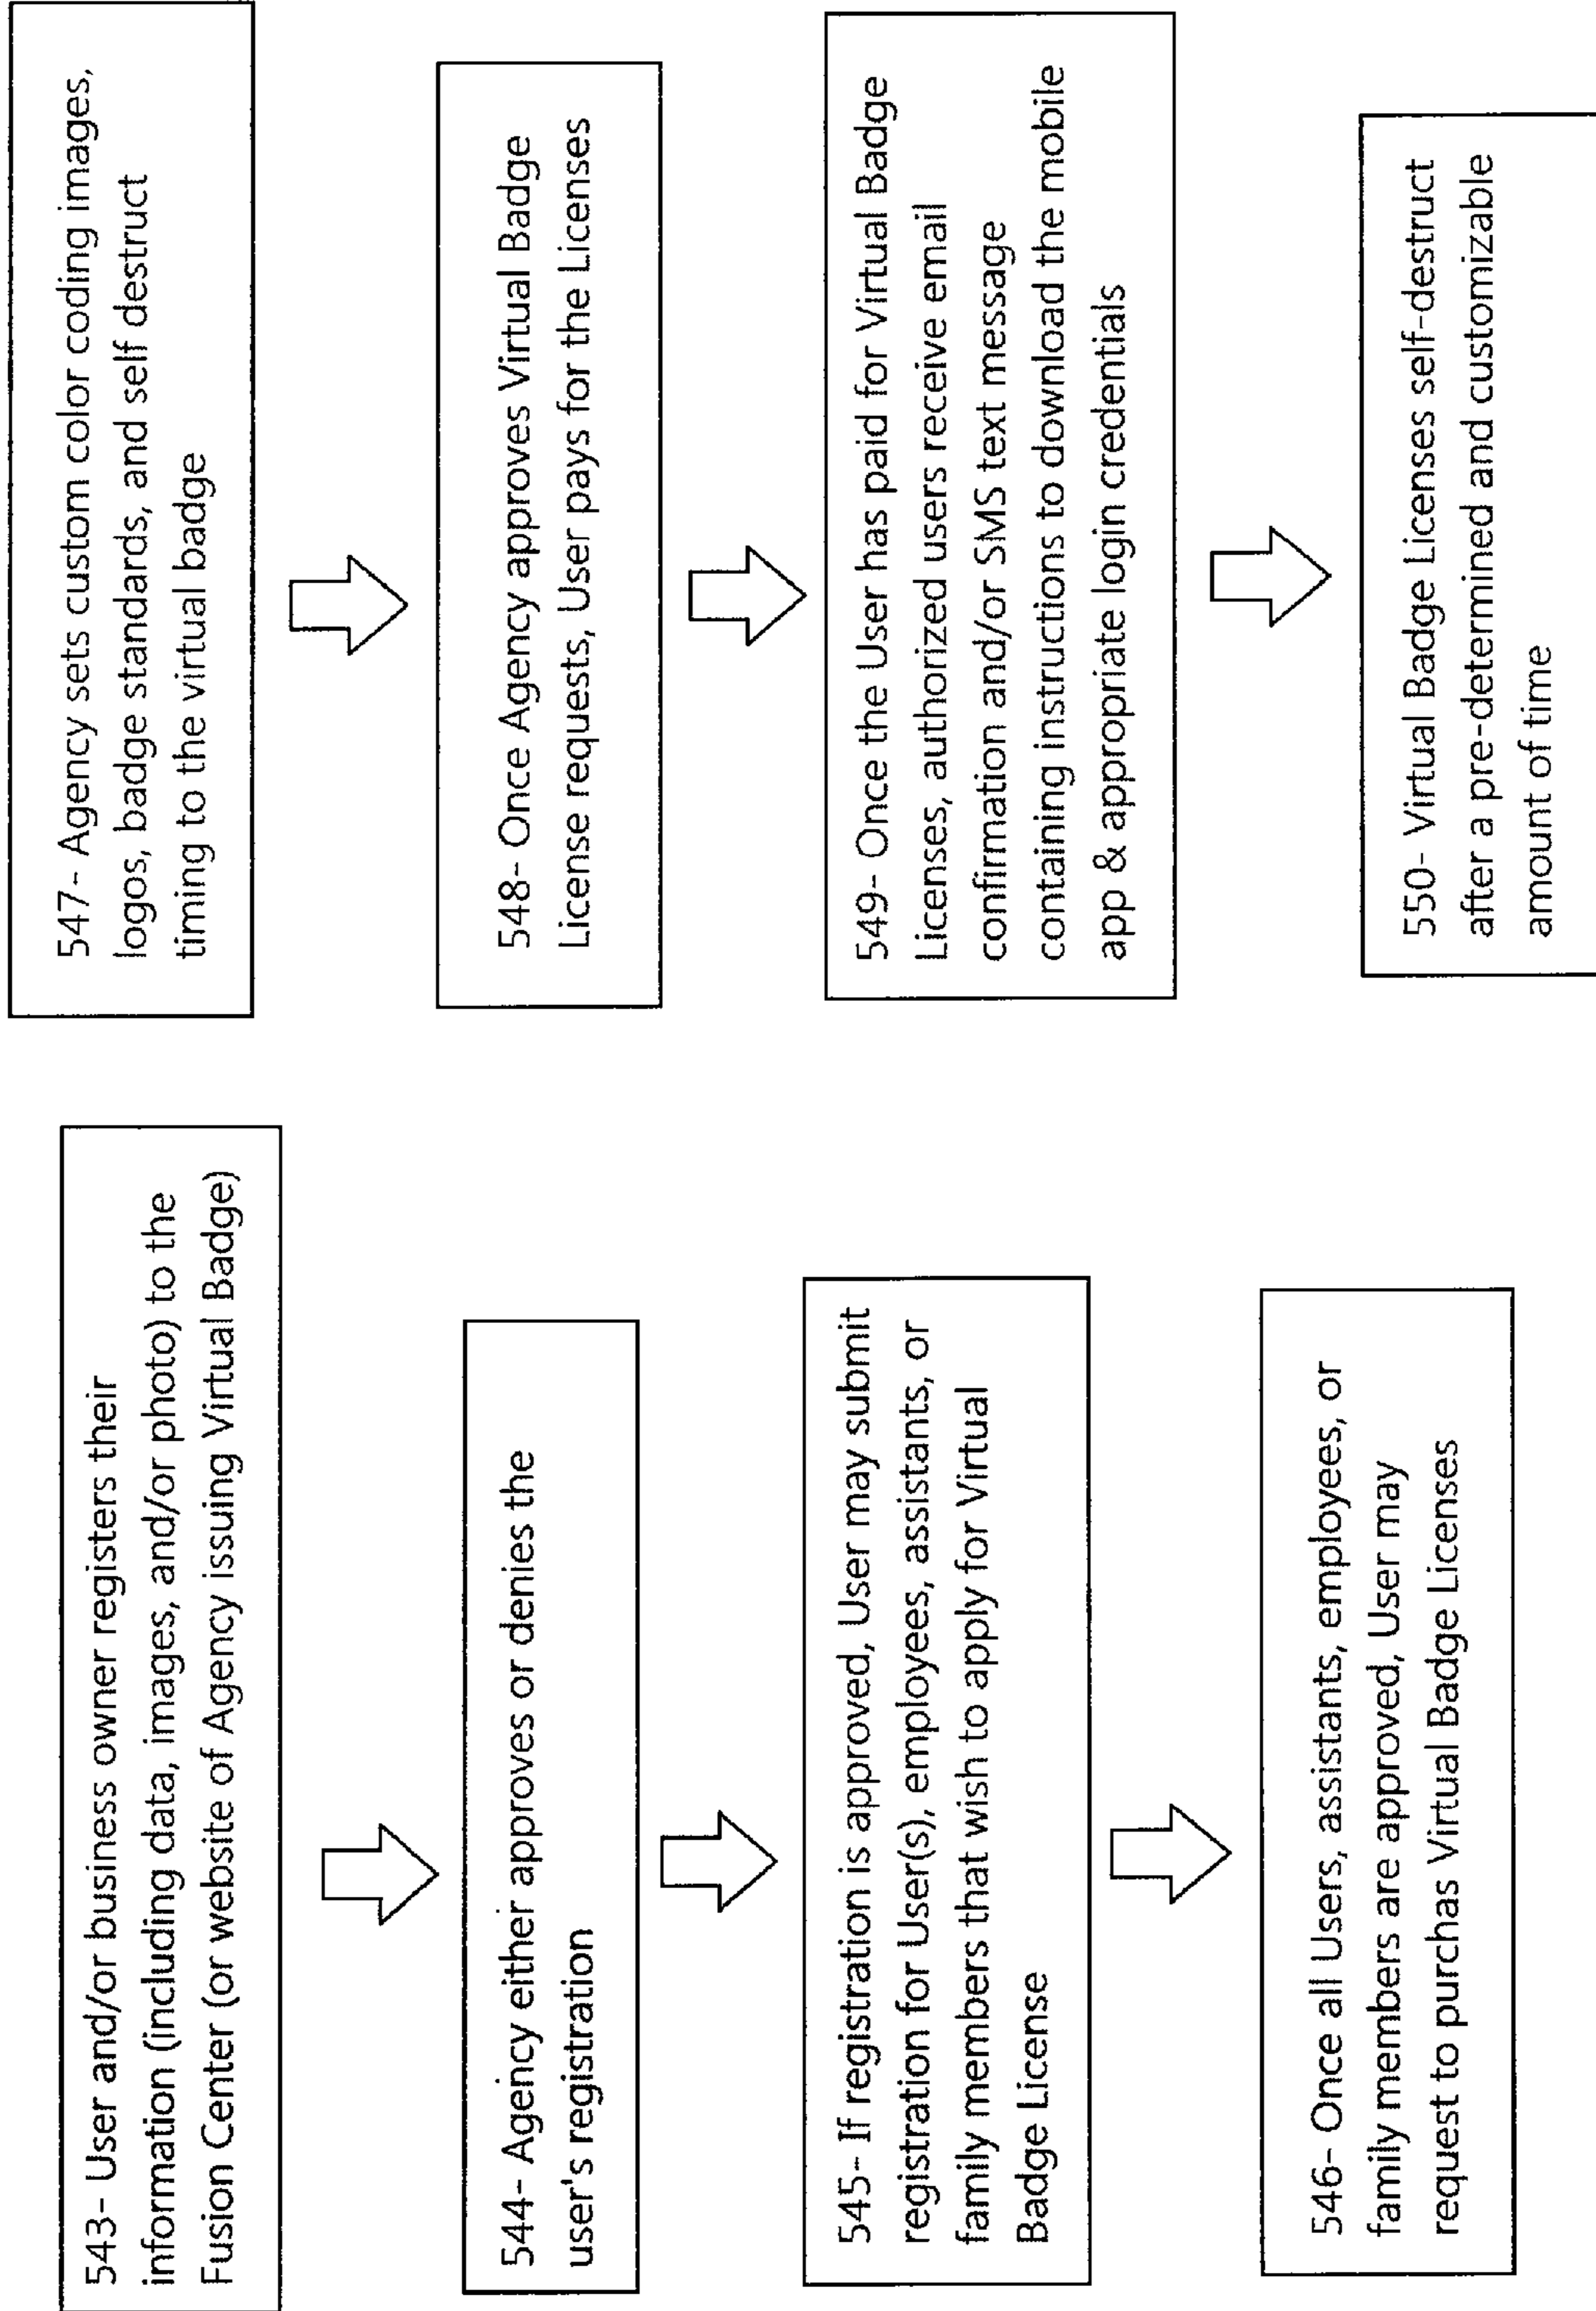 543- User and/or business owner registers their
information (including data, images, and/or photo) to the
Fusion Center (or website of Agency issuing Virtual Badge)
544- Agency either approves or denies the
user's registration
545- If registration is approved, User may submit
registration for User(s), employees, assistants, or
family members that wish to apply for Virtual
Badge License
546- Once all Users, assistants, employees, or
family members are approved, User may
request to purchas Virtual Badge Licenses
547- Agency sets custom color coding images,
logos, badge standards, and self destruct
timing to the virtual badge
548- Once Agency approves Virtual Badge
License requests, User pays for the Licenses
549- Once the User has paid for Virtual Badge
Licenses, authorized users receive email
confirmation and/or SMS text message
containing instructions to download the mobile
app & appropriate login credentials
550- Virtual Badge Licenses self-destruct
after a pre-determined and customizable
amount of time